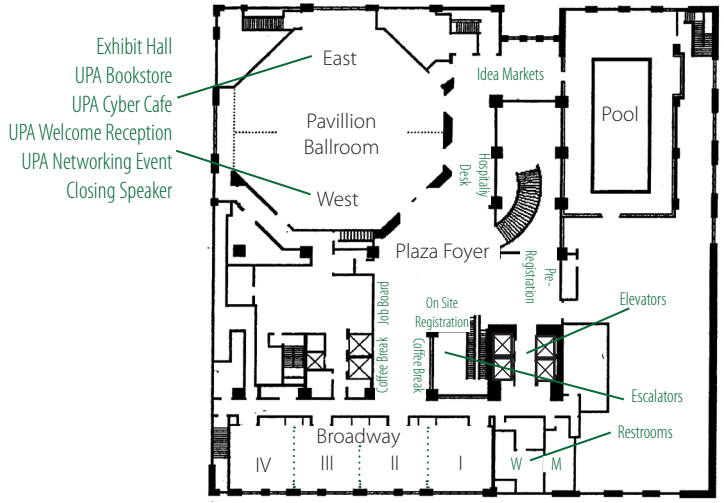 Exhibit Hall
UPA Bookstore
UPA Cyber Cafe
UPA Welcome Reception
UPA Networking Event
Closing Speaker
East
Pavillion
Ballroom
West
Idea Markets
Pool
Hospitaliy
Desk
Plaza Foyer
Pre-
Registration
Job Board
On Site
Registration
Elevators
Coffee Break
Coffee Break
Escalators
Broadway
Restrooms
IV
III
II
I
W
M